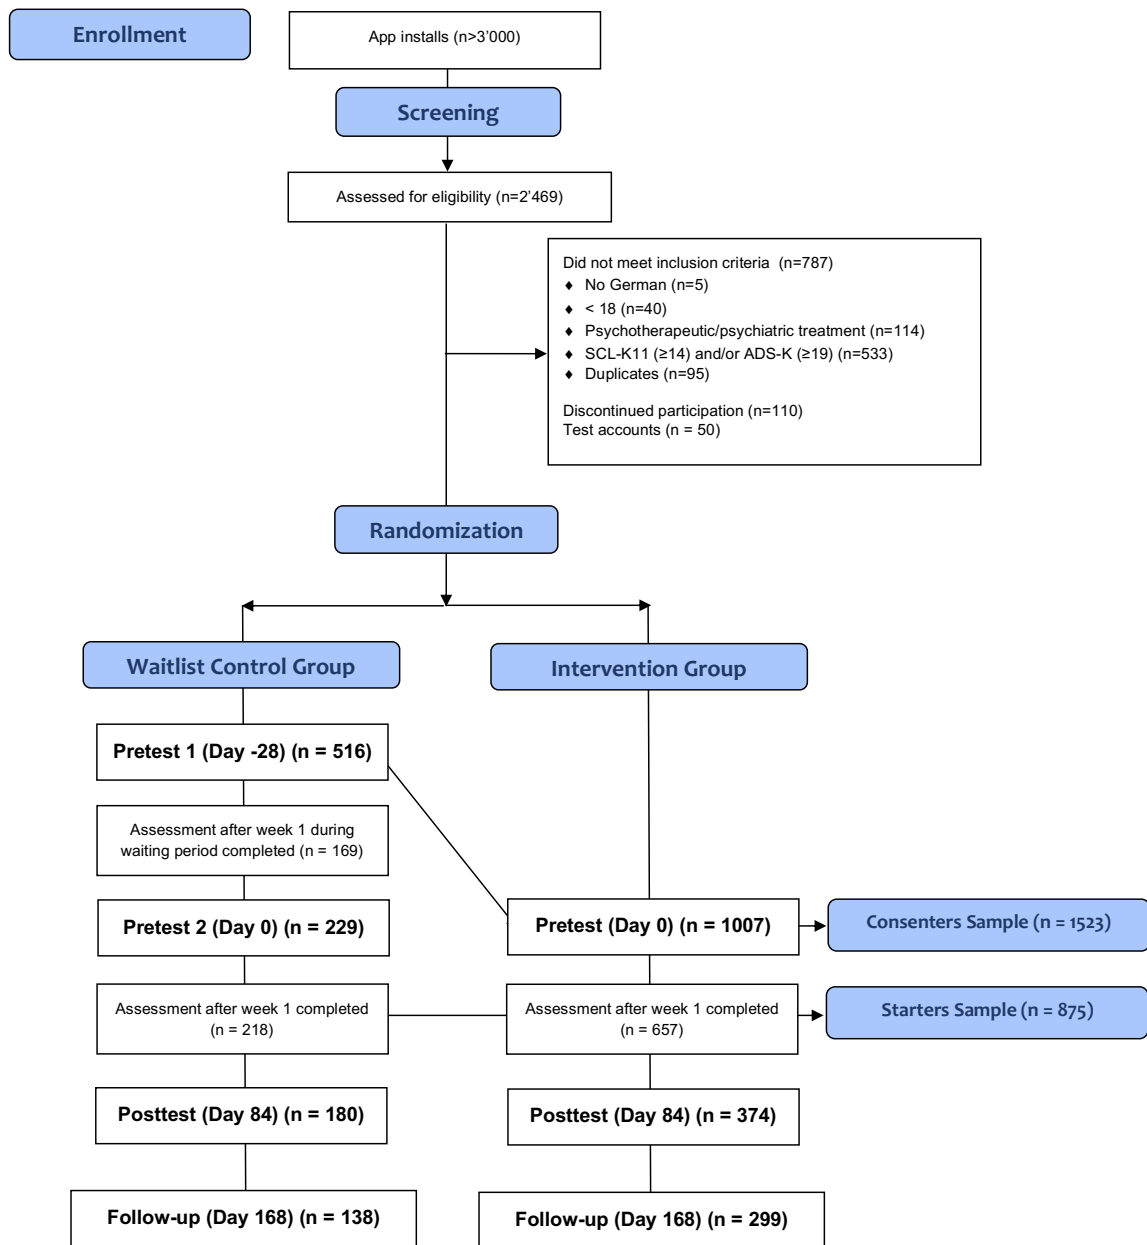 Enrollment
App installs (n>3’000)
Screening
Assessed for eligibility (n=2’469)
Did not meet inclusion criteria  (n=787)
♦ No German (n=5)
♦ < 18 (n=40)
♦ Psychotherapeutic/psychiatric treatment (n=114)
♦ SCL-K11 (≥14) and/or ADS-K (≥19) (n=533)
♦ Duplicates (n=95)
Discontinued participation (n=110)
Test accounts (n = 50)
Randomization
Waitlist Control Group
Intervention Group
Pretest 1 (Day -28) (n = 516)
Assessment after week 1 during
waiting period completed (n = 169)
Pretest 2 (Day 0) (n = 229)
Pretest (Day 0) (n = 1007)
Consenters Sample (n = 1523)
Assessment after week 1 completed
(n = 218)
Assessment after week 1 completed
(n = 657)
Starters Sample (n = 875)
Posttest (Day 84) (n = 180)
Posttest (Day 84) (n = 374)
Follow-up (Day 168) (n = 138)
Follow-up (Day 168) (n = 299)